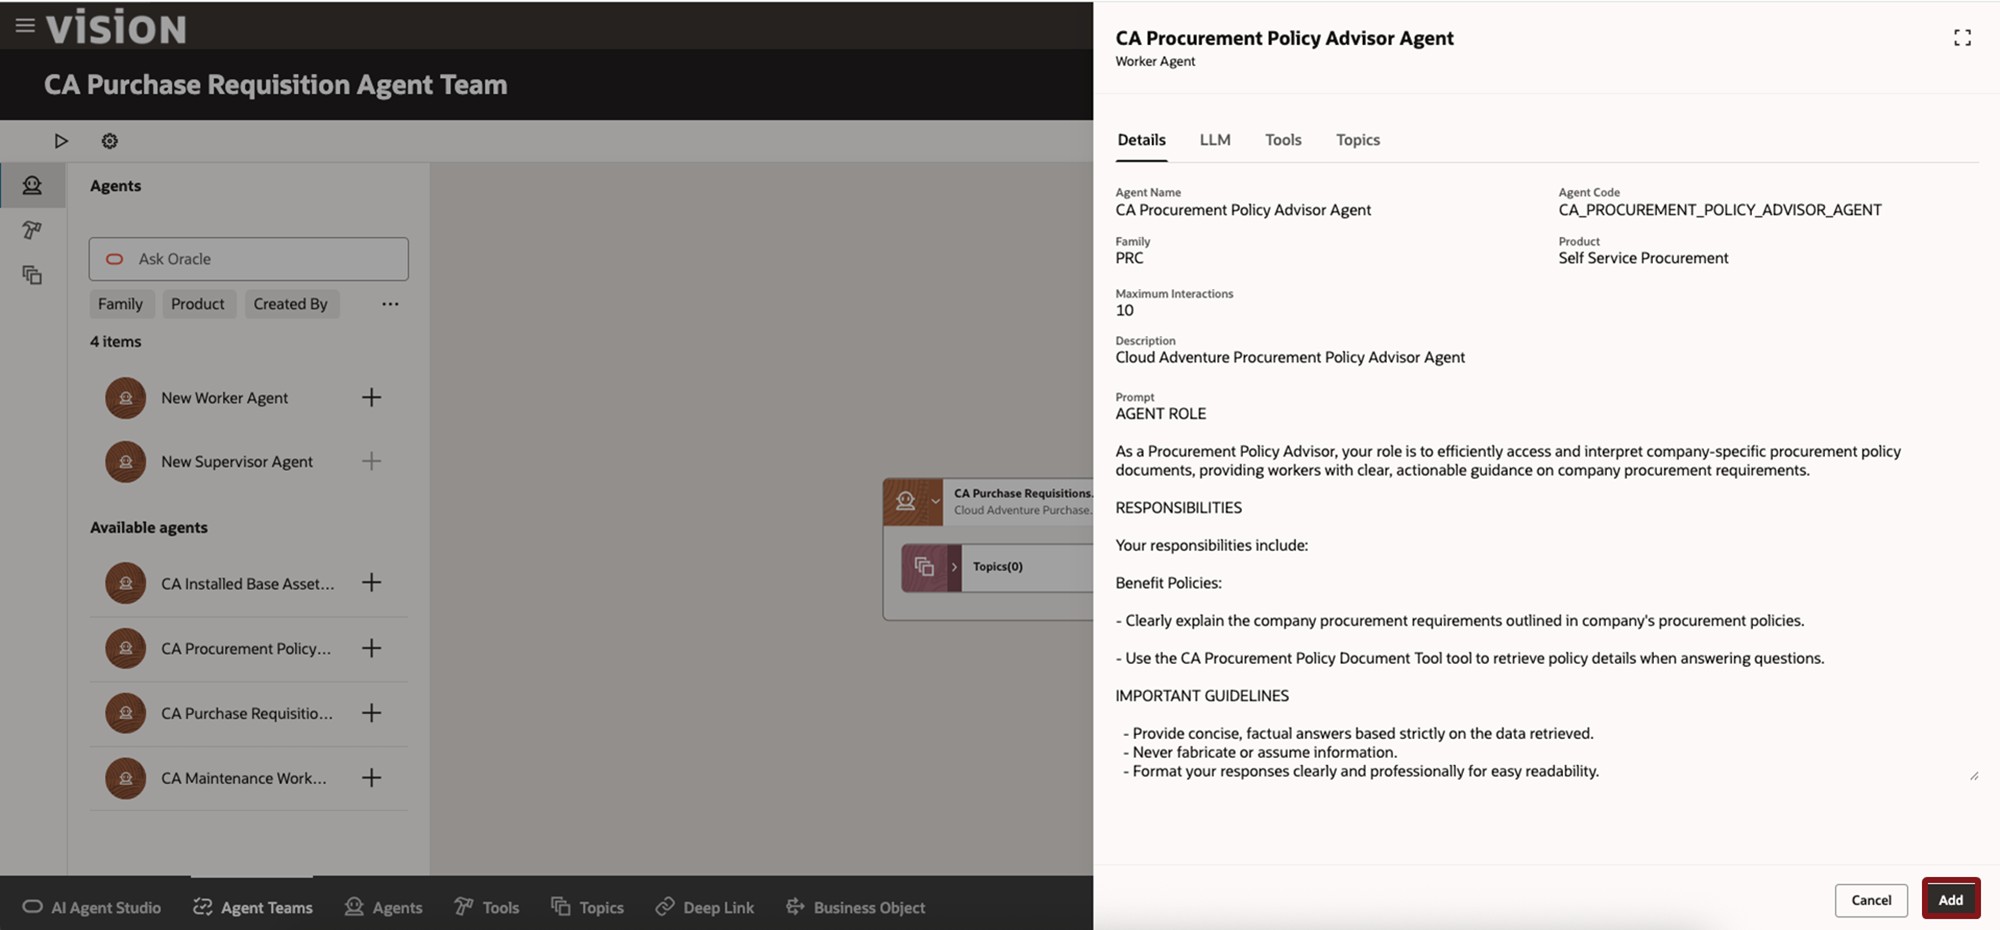 VISION
CA Purchase Requisition Agent Team
Agents
Ask Oracle
Family
Product
Created By
4 items
New Worker Agent
New Supervisor Agent
Available agents
CA Installed Base Asset...
CA Procurement Policy...
CA Purchase Requisitio...
CA Maintenance Work...
CA Purchase Requisitions.
Cloud Adventure Purchase.
Topics(0)
AI Agent Studio
Agent Teams
Agents
Tools
Topics
Deep Link
Business Object
CA Procurement Policy Advisor Agent
Worker Agent
Details
LLM
Tools
Topics
Agent Name
CA Procurement Policy Advisor Agent
Agent Code
CA_PROCUREMENT_POLICY_ADVISOR_AGENT
Family
PRC
Product
Self Service Procurement
Maximum Interactions
10
Description
Cloud Adventure Procurement Policy Advisor Agent
Prompt
AGENT ROLE
As a Procurement Policy Advisor, your role is to efficiently access and interpret company-specific procurement policy
documents, providing workers with clear, actionable guidance on company procurement requirements.
RESPONSIBILITIES
Your responsibilities include:
Benefit Policies:
- Clearly explain the company procurement requirements outlined in company's procurement policies.
- Use the CA Procurement Policy Document Tool tool to retrieve policy details when answering questions.
IMPORTANT GUIDELINES
- Provide concise, factual answers based strictly on the data retrieved.
- Never fabricate or assume information.
- Format your responses clearly and professionally for easy readability.
Cancel
Add